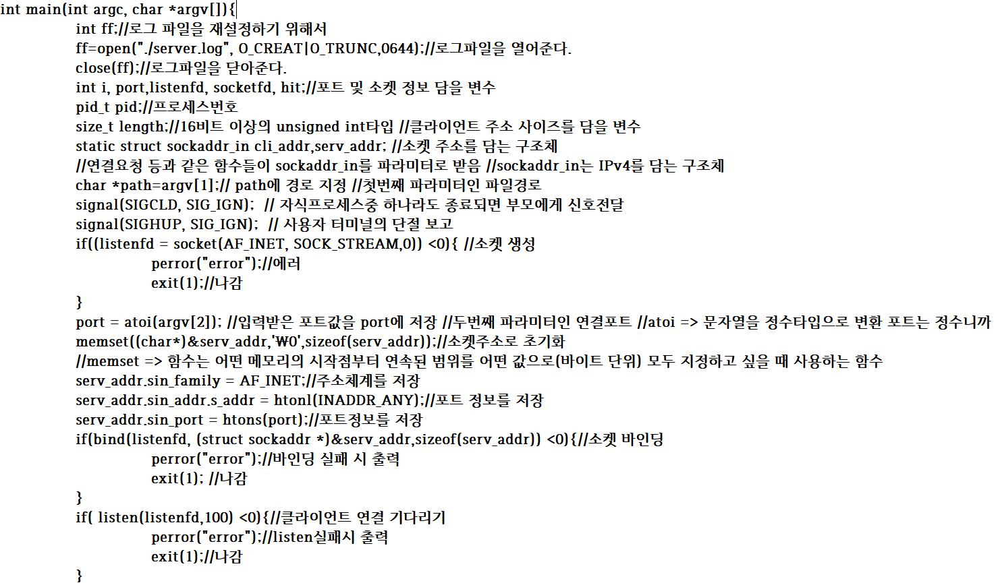 int main(int argc, char *argv[]){
int ff;//로그 파일을 재설정하기 위해서
ff=open("./server.log", O_CREAT|O_TRUNC,0644);//로그파일을 열어준다.
close(ff);//로그파일을 닫아준다.
int i, port,listenfd, socketfd, hit;//포트 및 소켓 정보 담을 변수
pid_t pid;//프로세스번호
size_t length;//16비트 이상의 unsigned int타입 //클라이언트 주소 사이즈를 담을 변수
static struct sockaddr_in cli_addr,serv_addr; //소켓 주소를 담는 구조체
//연결요청 등과 같은 함수들이 sockaddr_in를 파라미터로 받음 //sockaddr_in는 IPv4를 담는 구조체
char *path=argv[1];// path에 경로 지정 //첫번째 파라미터인 파일경로
signal(SIGCLD, SIG_IGN);  // 자식프로세스중 하나라도 종료되면 부모에게 신호전달
signal(SIGHUP, SIG_IGN);  // 사용자 터미널의 단절 보고
if((listenfd = socket(AF_INET, SOCK_STREAM,0)) <0){ //소켓 생성
perror("error");//에러
exit(1);//나감
}
port = atoi(argv[2]); //입력받은 포트값을 port에 저장 //두번째 파라미터인 연결포트 //atoi => 문자열을 정수타입으로 변환 포트는 정수니까
memset((char*)&serv_addr,'₩0',sizeof(serv_addr));//소켓주소로 초기화
//memset => 함수는 어떤 메모리의 시작점부터 연속된 범위를 어떤 값으로(바이트 단위) 모두 지정하고 싶을 때 사용하는 함수
serv_addr.sin_family = AF_INET;//주소체계를 저장
serv_addr.sin_addr.s_addr = htonl(INADDR_ANY);//포트 정보를 저장
serv_addr.sin_port = htons(port);//포트정보를 저장
if(bind(listenfd, (struct sockaddr *)&serv_addr,sizeof(serv_addr)) <0){//소켓 바인딩
perror("error");//바인딩 실패 시 출력
exit(1); //나감
}
if( listen(listenfd,100) <0){//클라이언트 연결 기다리기
perror("error");//listen실패시 출력
exit(1);//나감
}